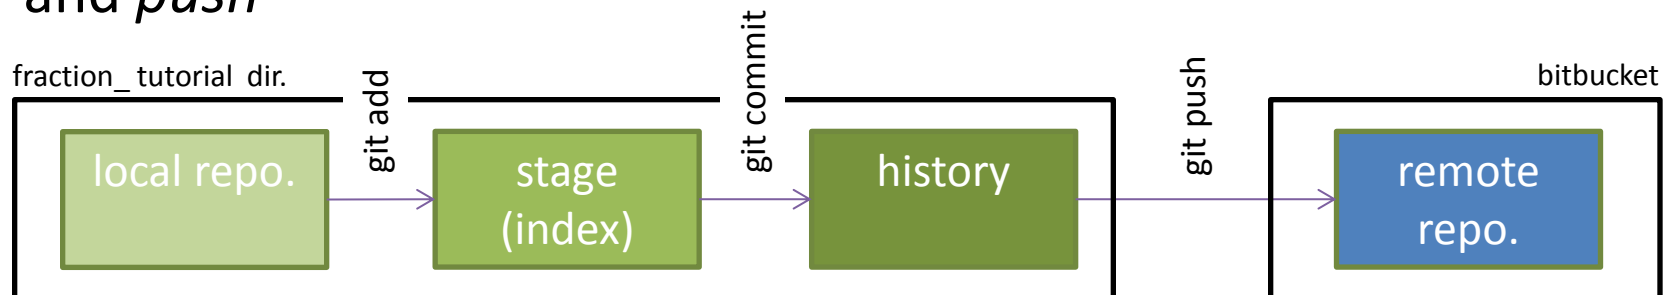 and push
fraction_ tutorial dir.
git add
git commit
git push
bitbucket
local repo.
stage
(index)
history
remote
repo.